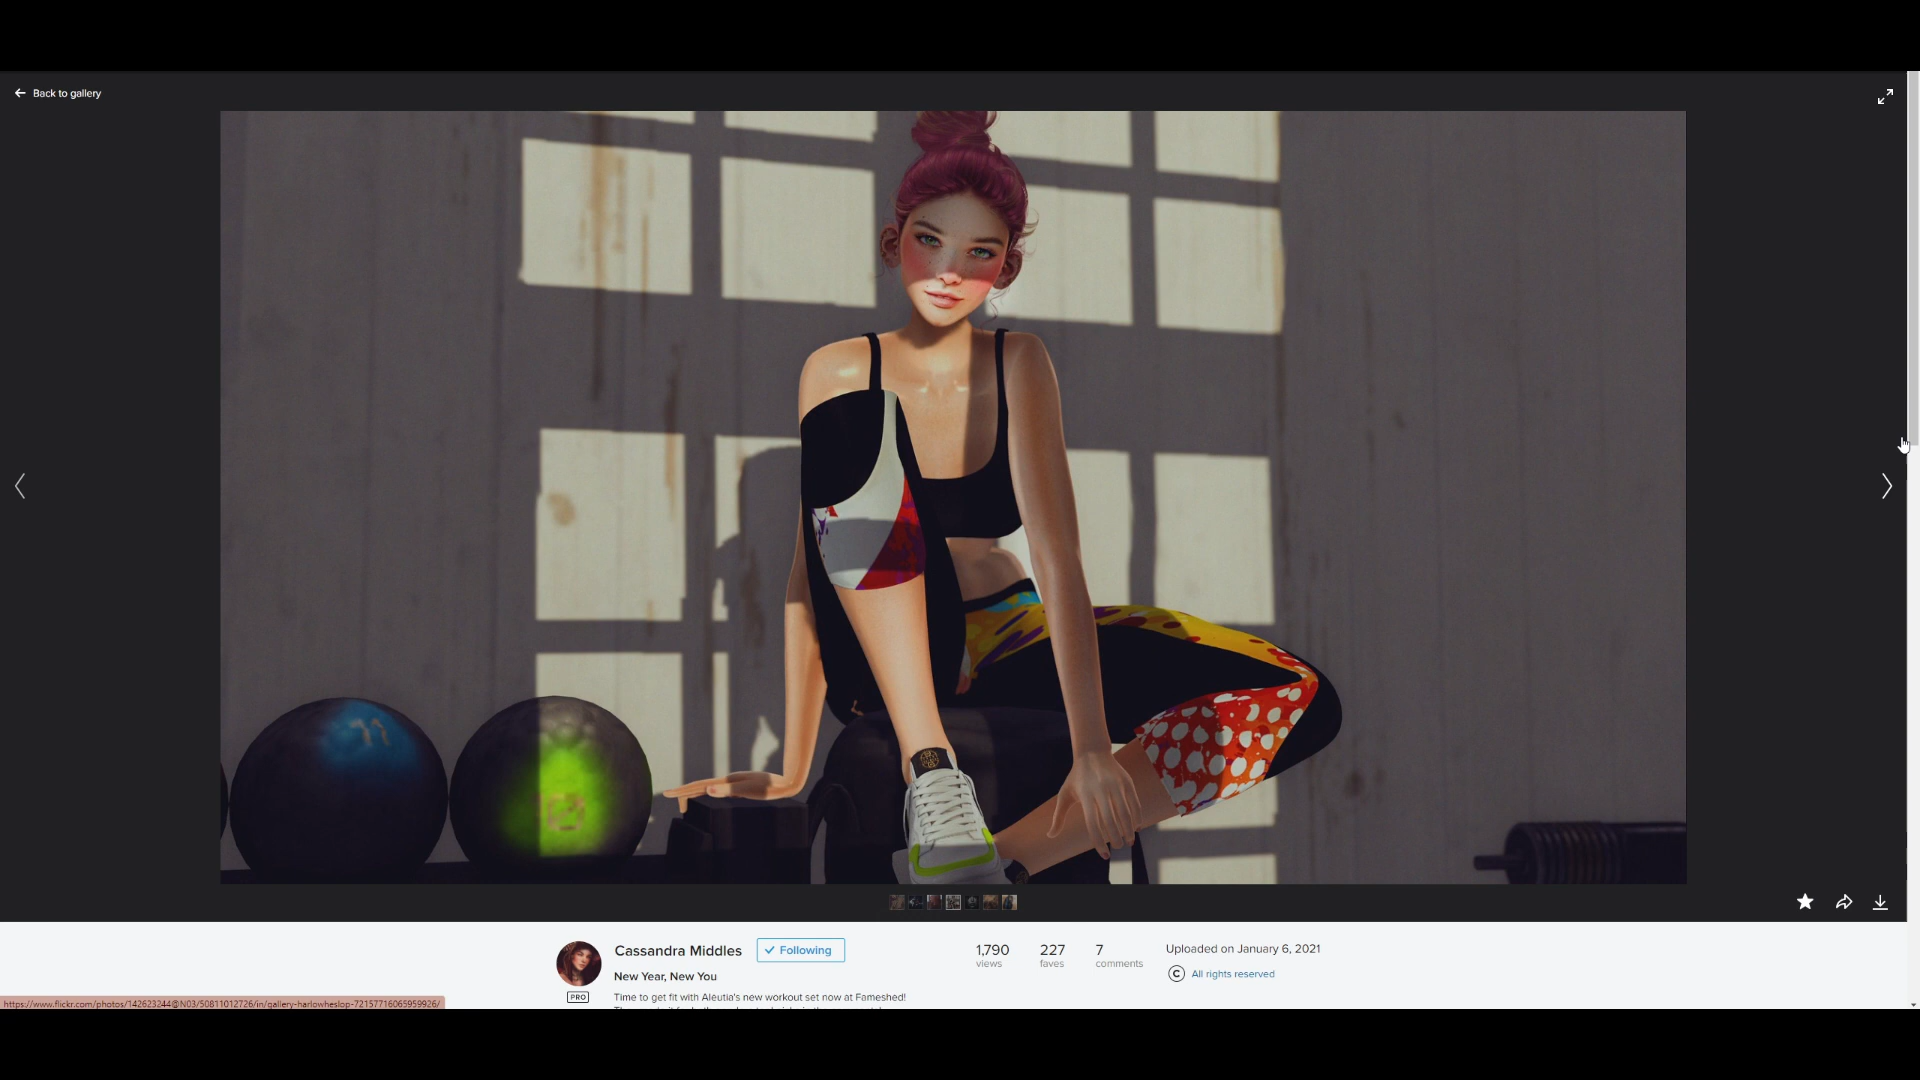 Back to gallery
Cassandra Middles
Following
1,790
views
227
faves
7
comments
Uploaded on January 6, 2021
New Year, New You
All rights reserved
PRO
Time to get fit with Aleutia's new workout set now at Fameshed!
https://www.flickr.com/photos/142623244@N03/50811012726/in/gallery-harlowheslop-72157716065959926/